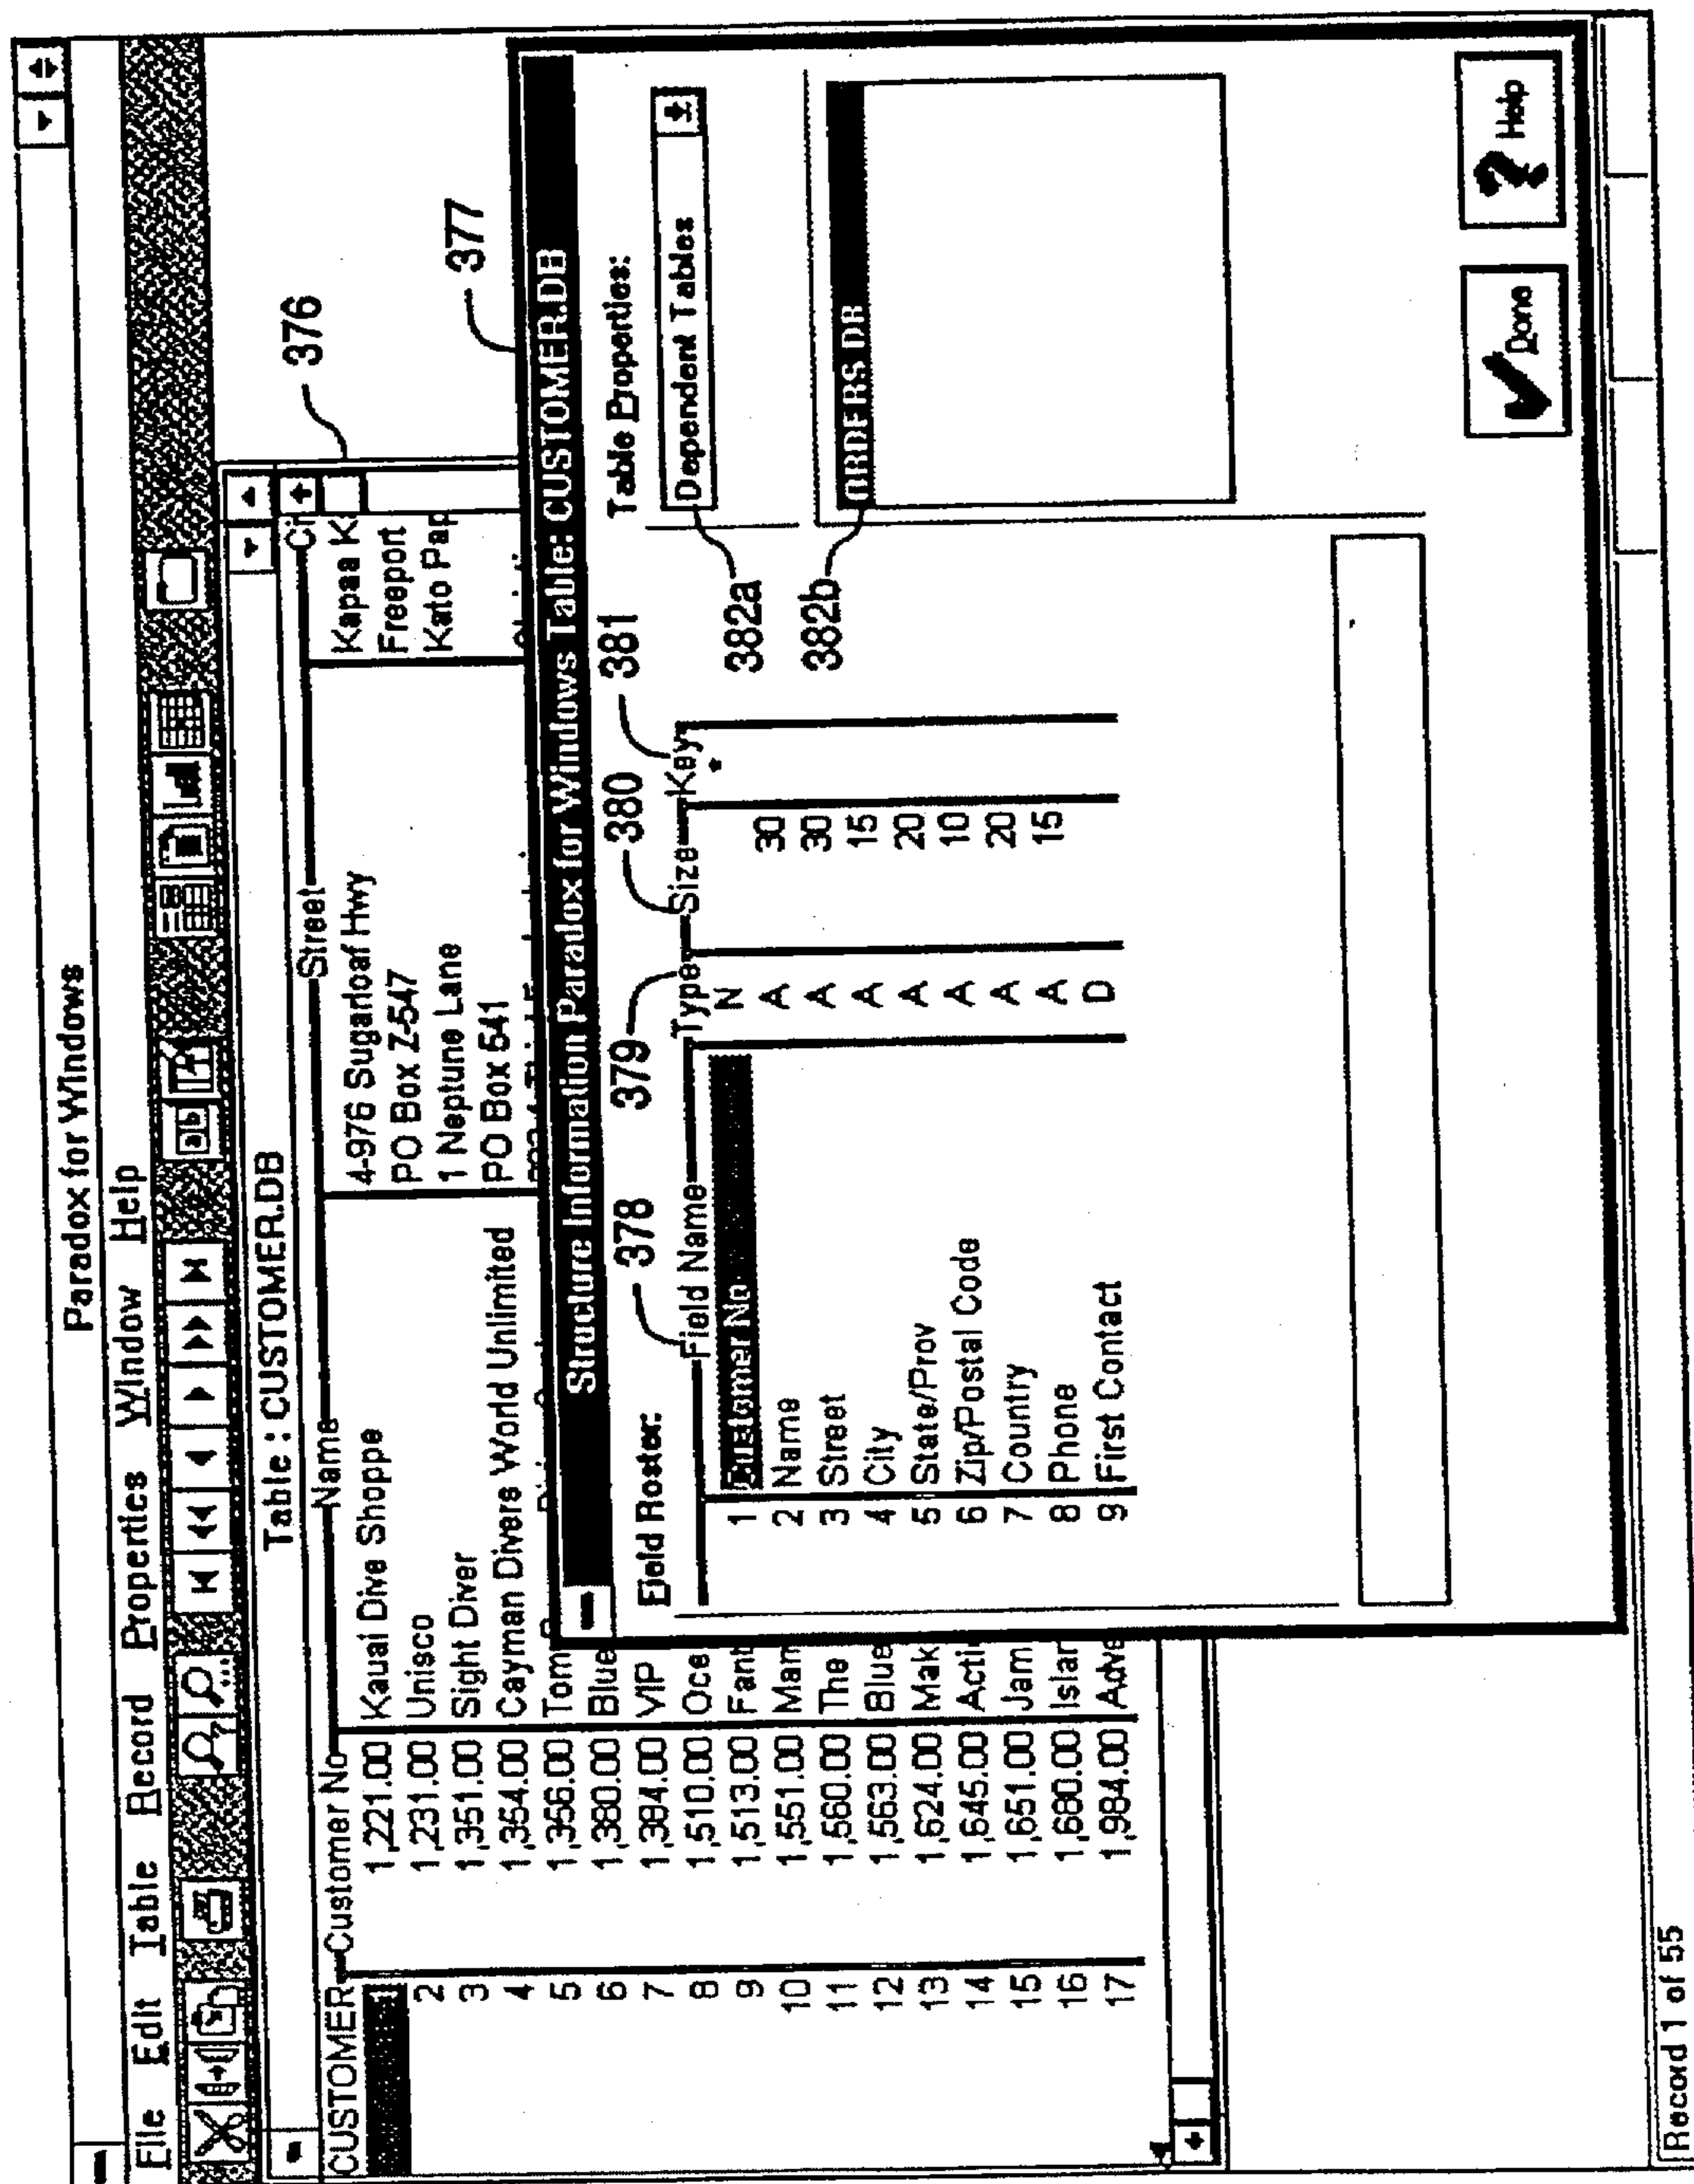 Paradox for Windows
File Edit Table Record Properties Window Help
Table : CUSTOMER.DB
CUSTOMER Customer No Name Street
1,221.00 Kauai Dive Shoppe 4-976 Sugarloaf Hwy Kapaa K
2 1,231.00 Unisco PO Box Z-547 Freeport
3 1,351.00 Sight Diver 1 Neptune Lane Kato Pap
4 1,354.00 Cayman Divers World Unlimited PO Box 541
5 1,356.00 Tom
6 1,380.00 Blue
7 1,384.00 VIP
8 1,510.00 Oce
9 1,513.00 Fant
10 1,551.00 Man
11 1,560.00 The
12 1,563.00 Blue
13 1,624.00 Mak
14 1,645.00 Acti
15 1,651.00 Jam
16 1,680.00 Islan
17 1,984.00 Adve
376
377
Structure Information Paradox for Windows Table: CUSTOMER.DB
Field Roster:
378 379 380 381
Field Name Type Size Key
1 Customer No N *
2 Name A 30
3 Street A 30
4 City A 15
5 State/Prov A 20
6 Zip/Postal Code A 10
7 Country A 20
8 Phone A 15
9 First Contact D
Table Properties:
Dependent Tables
382a
ORDERS.DB
382b
Done
Help
Record 1 of 55